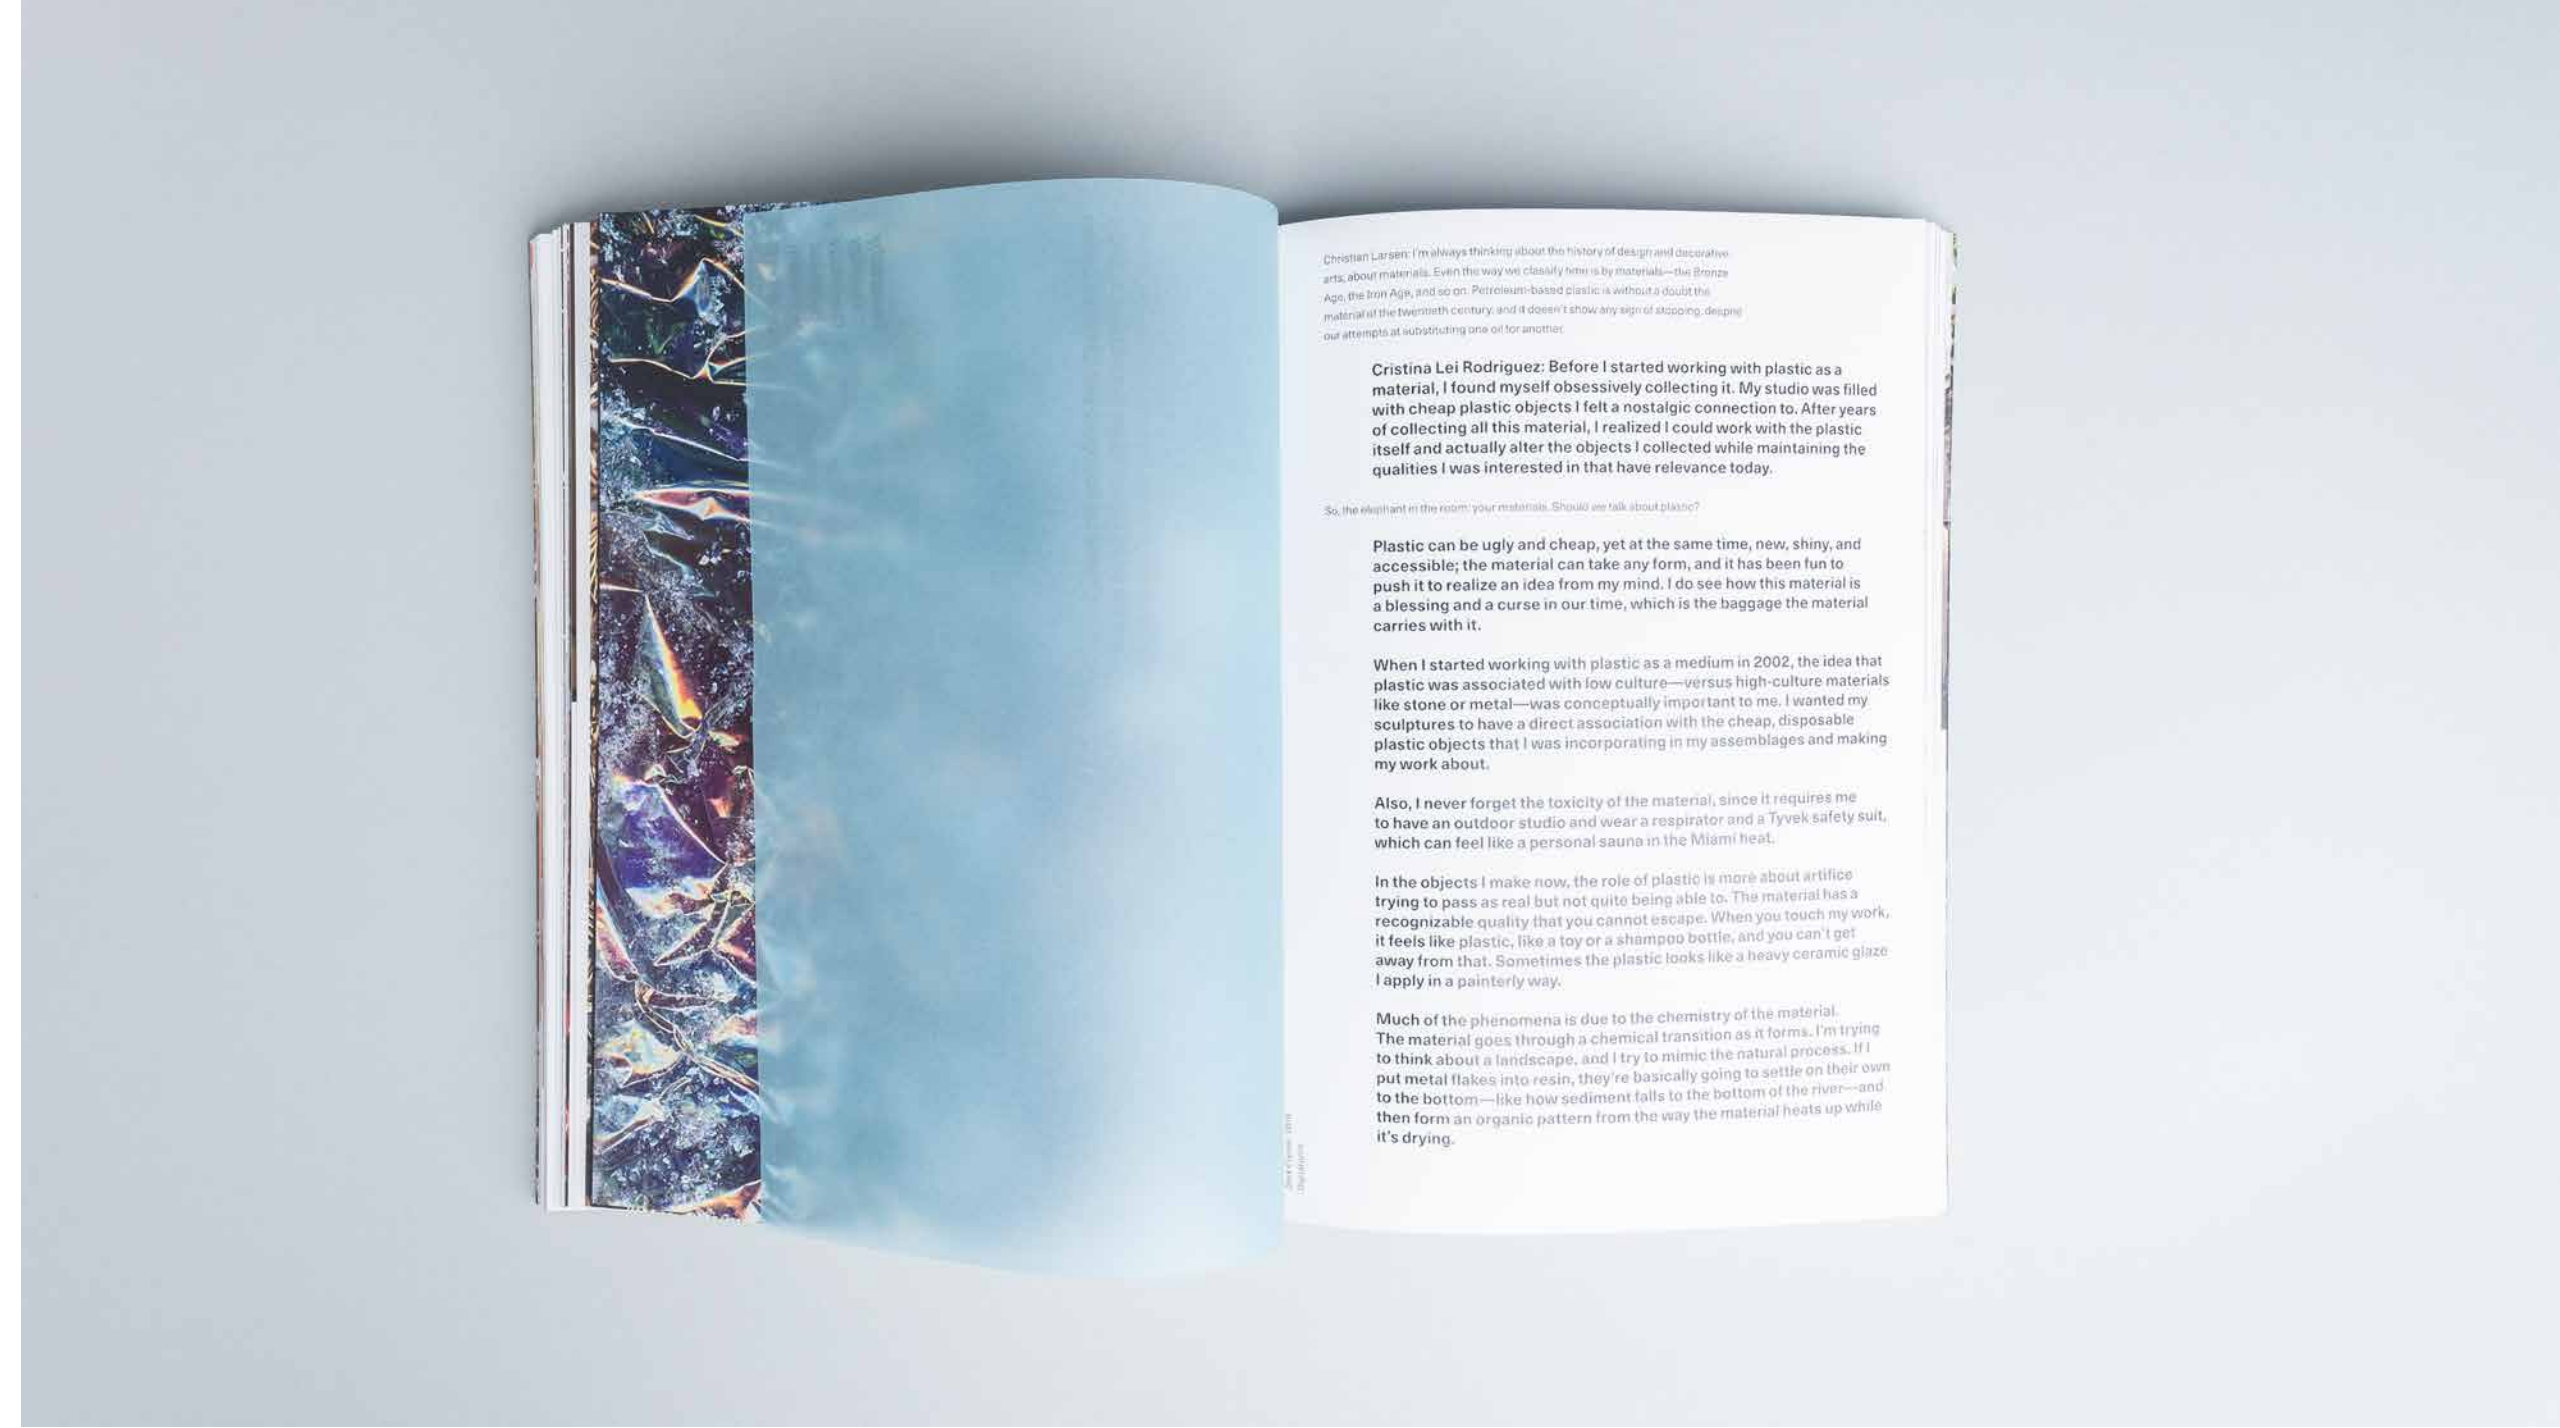 Christian Larsen: I'm always thinking about the history of design and decorative
arts, about materials. Even the way we classify time is by materials—the Bronze
Age, the Iron Age, and so on. Petroleum-based plastic is without a doubt the
material of the twentieth century, and it doesn't show any sign of stopping, despite
our attempts at substituting one oil for another.
Cristina Lei Rodriguez: Before I started working with plastic as a
material, I found myself obsessively collecting it. My studio was filled
with cheap plastic objects I felt a nostalgic connection to. After years
of collecting all this material, I realized I could work with the plastic
itself and actually alter the objects I collected while maintaining the
qualities I was interested in that have relevance today.
So, the elephant in the room: your materials. Should we talk about plastic?
Plastic can be ugly and cheap, yet at the same time, new, shiny, and
accessible; the material can take any form, and it has been fun to
push it to realize an idea from my mind. I do see how this material is
a blessing and a curse in our time, which is the baggage the material
carries with it.
When I started working with plastic as a medium in 2002, the idea that
plastic was associated with low culture—versus high-culture materials
like stone or metal—was conceptually important to me. I wanted my
sculptures to have a direct association with the cheap, disposable
plastic objects that I was incorporating in my assemblages and making
my work about.
Also, I never forget the toxicity of the material, since it requires me
to have an outdoor studio and wear a respirator and a Tyvek safety suit,
which can feel like a personal sauna in the Miami heat.
In the objects I make now, the role of plastic is more about artifice
trying to pass as real but not quite being able to. The material has a
recognizable quality that you cannot escape. When you touch my work,
it feels like plastic, like a toy or a shampoo bottle, and you can't get
away from that. Sometimes the plastic looks like a heavy ceramic glaze
I apply in a painterly way.
Much of the phenomena is due to the chemistry of the material.
The material goes through a chemical transition as it forms. I'm trying
to think about a landscape, and I try to mimic the natural process. If I
put metal flakes into resin, they're basically going to settle on their own
to the bottom—like how sediment falls to the bottom of the river—and
then form an organic pattern from the way the material heats up while
it's drying.